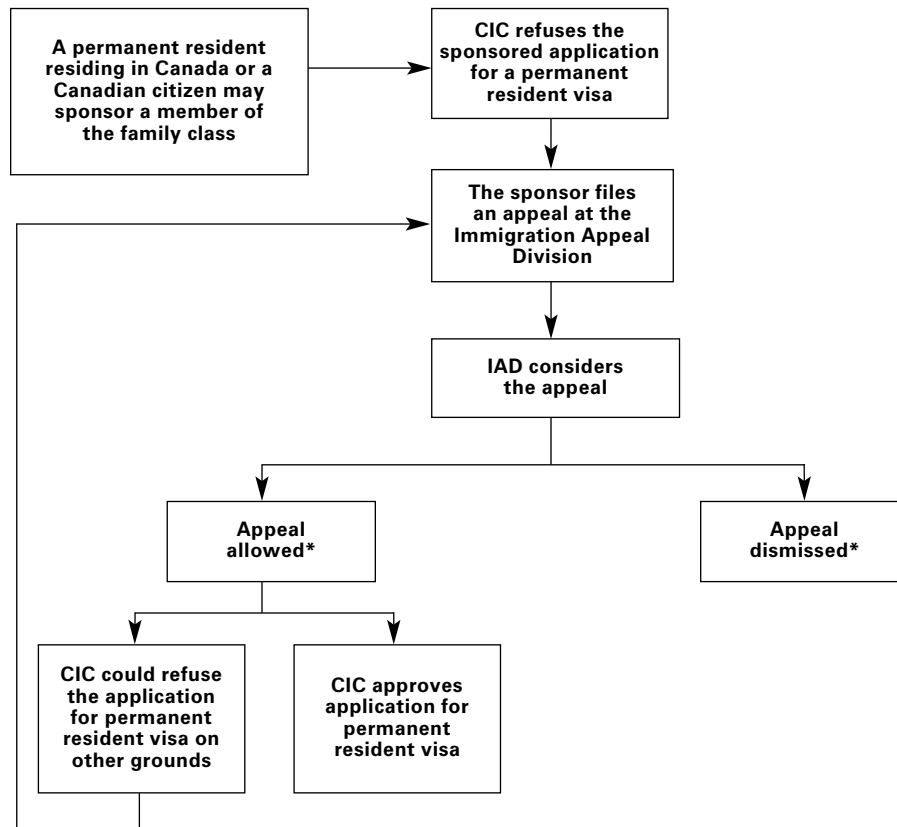 A permanent resident
residing in Canada or a
Canadian citizen may
sponsor a member of
the family class
CIC refuses the
sponsored application
for a permanent
resident visa
The sponsor files
an appeal at the
Immigration Appeal
Division
IAD considers
the appeal
Appeal
allowed*
Appeal
dismissed*
CIC could refuse
the application
for permanent
resident visa on
other grounds
CIC approves
application for
permanent
resident visa